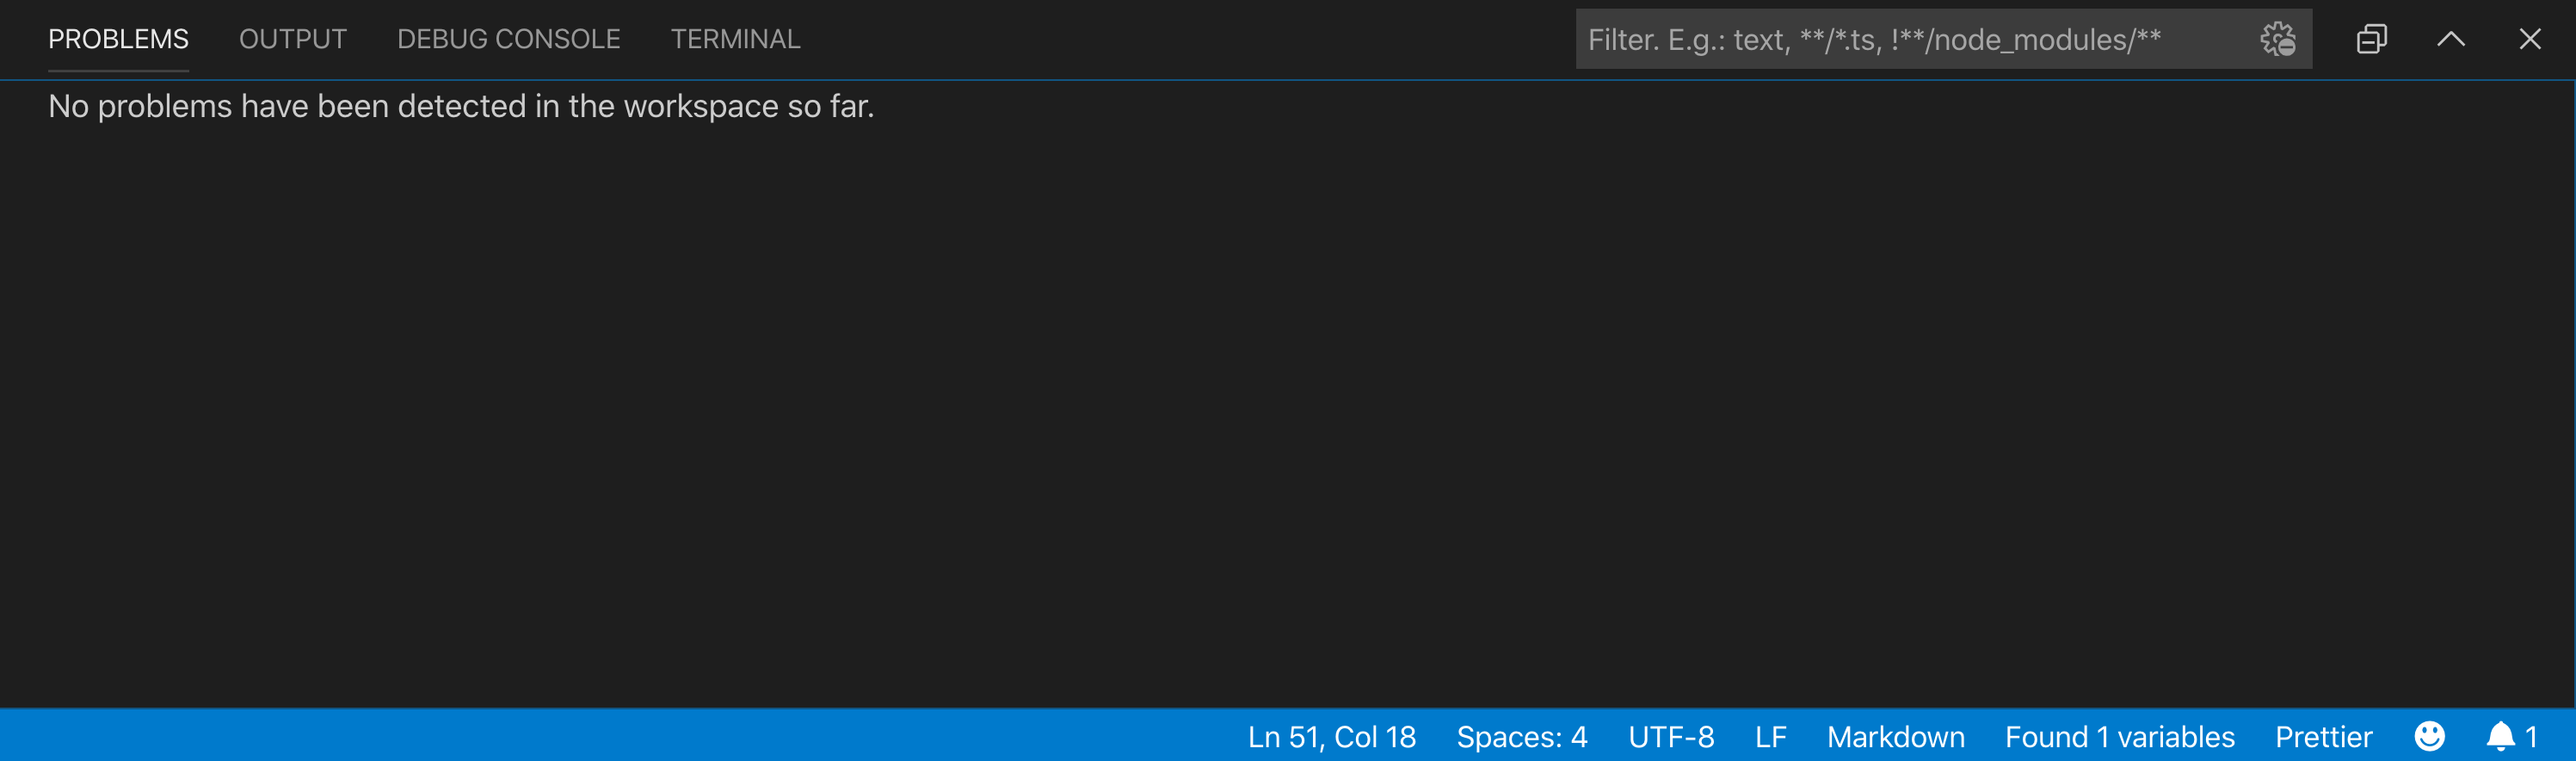 PROBLEMS OUTPUT DEBUG CONSOLE TERMINAL Filter. E.g.: text, **/*.ts, !**/node_modules/**
No problems have been detected in the workspace so far.
Ln 51, Col 18 Spaces: 4 UTF-8 LF Markdown Found 1 variables Prettier 1